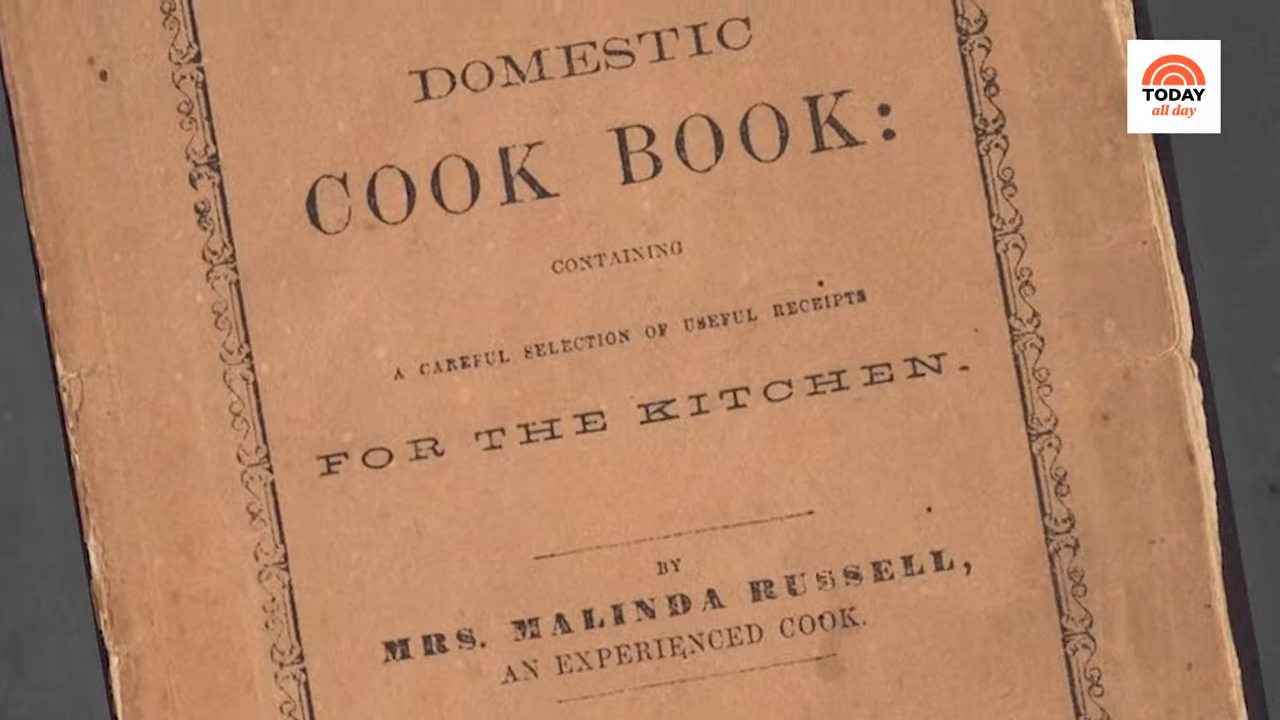 DOMESTIC
COOK BOOK:
CONTAINING
A CAREFUL SELECTION OF USEFUL RECEIPTS
FOR THE KITCHEN.
BY
MRS. MALINDA RUSSELL,
AN EXPERIENCED COOK.
TODAY
all day